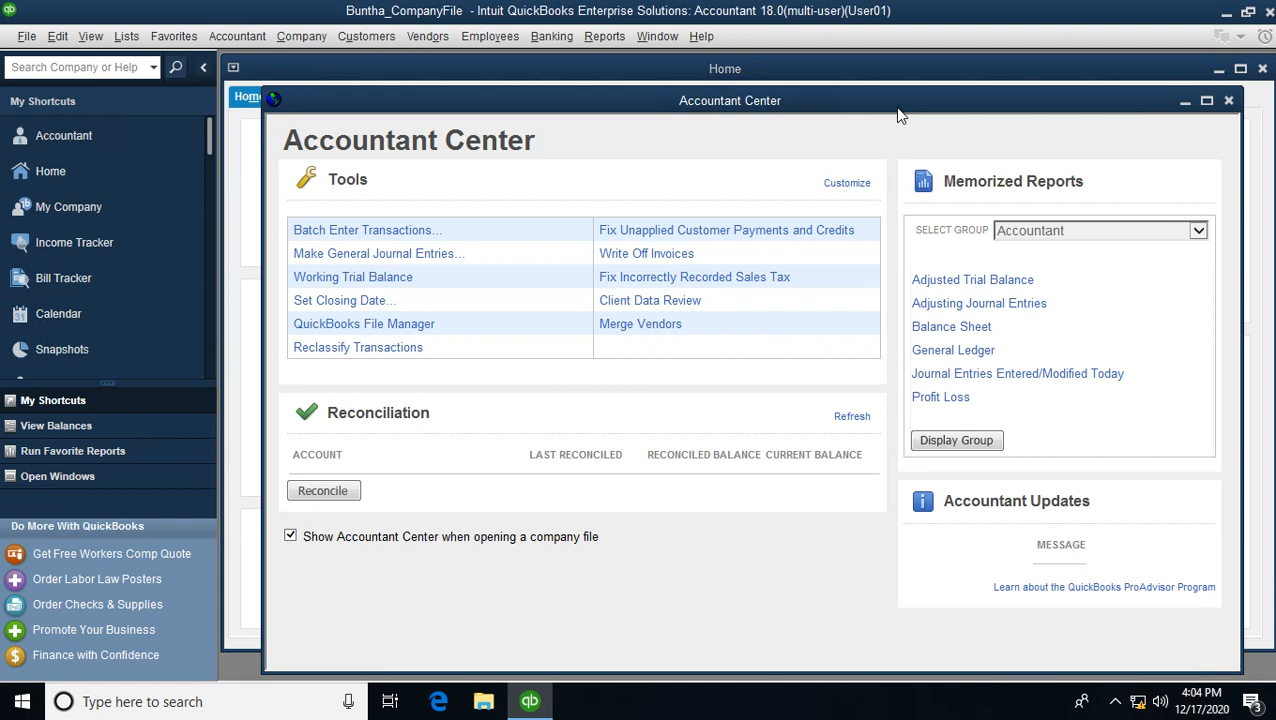 Buntha_CompanyFile - Intuit QuickBooks Enterprise Solutions: Accountant 18.0(multi-user)(User01)
File Edit View Lists Favorites Accountant Company Customers Vendors Employees Banking Reports Window Help
Search Company or Help
Home
My Shortcuts
Home
Accountant Center
Accountant
Home
My Company
Income Tracker
Bill Tracker
Calendar
Snapshots
My Shortcuts
View Balances
Run Favorite Reports
Open Windows
Do More With QuickBooks
Get Free Workers Comp Quote
Order Labor Law Posters
Order Checks & Supplies
Promote Your Business
Finance with Confidence
Accountant Center
Tools
Customize
Batch Enter Transactions...
Fix Unapplied Customer Payments and Credits
Make General Journal Entries...
Write Off Invoices
Working Trial Balance
Fix Incorrectly Recorded Sales Tax
Set Closing Date...
Client Data Review
QuickBooks File Manager
Merge Vendors
Reclassify Transactions
Reconciliation
Refresh
ACCOUNT LAST RECONCILED RECONCILED BALANCE CURRENT BALANCE
Reconcile
Show Accountant Center when opening a company file
Memorized Reports
SELECT GROUP Accountant
Adjusted Trial Balance
Adjusting Journal Entries
Balance Sheet
General Ledger
Journal Entries Entered/Modified Today
Profit Loss
Display Group
Accountant Updates
MESSAGE
Learn about the QuickBooks ProAdvisor Program
Type here to search
4:04 PM
12/17/2020
3